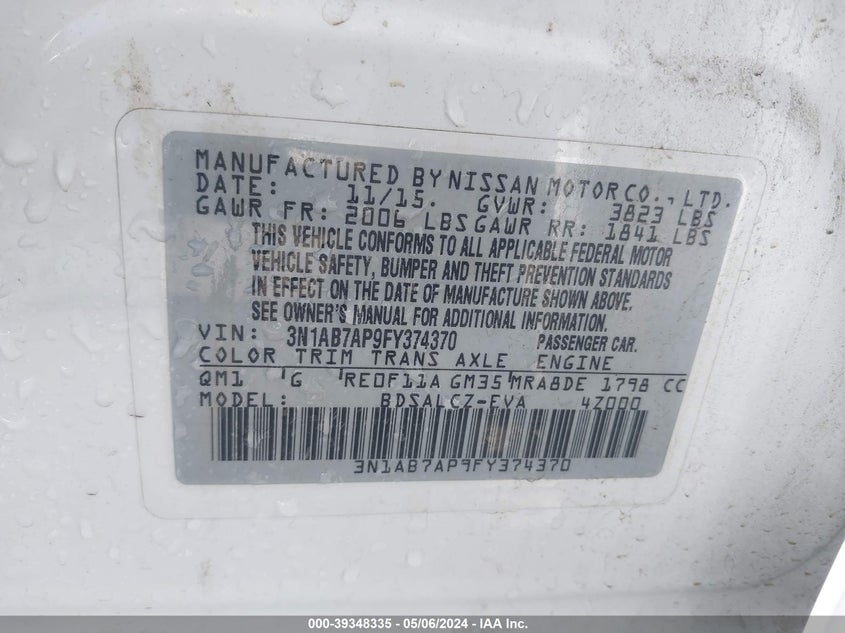 MANUFACTURED BY NISSAN MOTOR CO., LTD.
DATE: 11/15. GVWR: 3823 LBS
GAWR FR: 2006 LBS GAWR RR: 1841 LBS
THIS VEHICLE CONFORMS TO ALL APPLICABLE FEDERAL MOTOR
VEHICLE SAFETY, BUMPER AND THEFT PREVENTION STANDARDS
IN EFFECT ON THE DATE OF MANUFACTURE SHOWN ABOVE.
SEE OWNER'S MANUAL FOR ADDITIONAL INFORMATION.
VIN: 3N1AB7AP9FY374370 PASSENGER CAR.
COLOR TRIM TRANS AXLE ENGINE
QM1 G RE0F11A GM35 MRA8DE 1798 CC
MODEL: BDSALCZ-EVA 4Z000
3N1AB7AP9FY374370
000-39348335 - 05/06/2024 - IAA Inc.